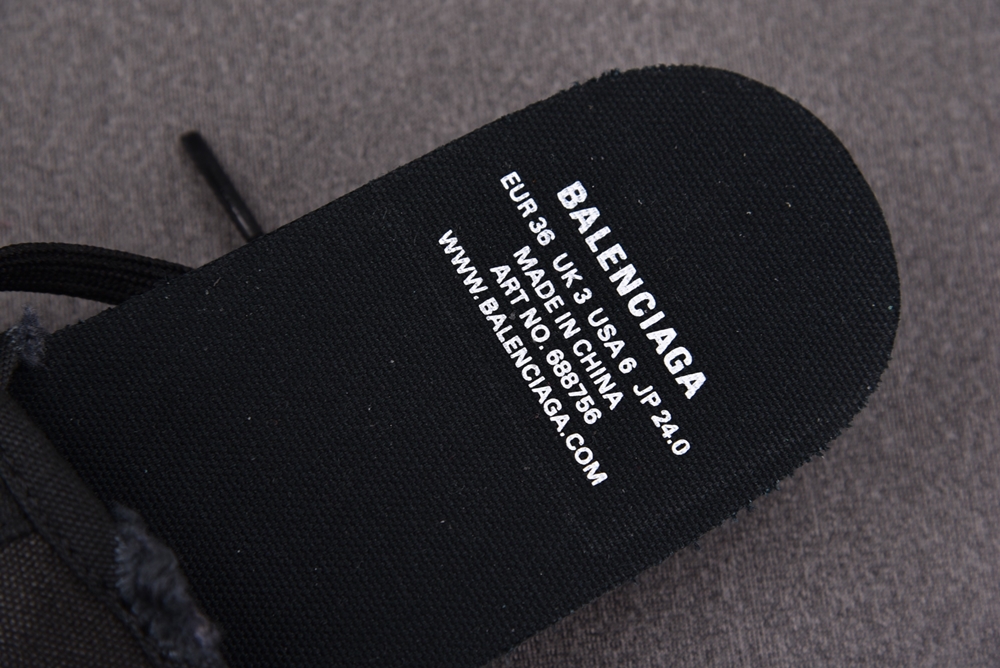 BALENCIAGA
EUR 36 UK 3 USA 6 JP 24.0
MADE IN CHINA
ART NO. 688756
WWW.BALENCIAGA.COM